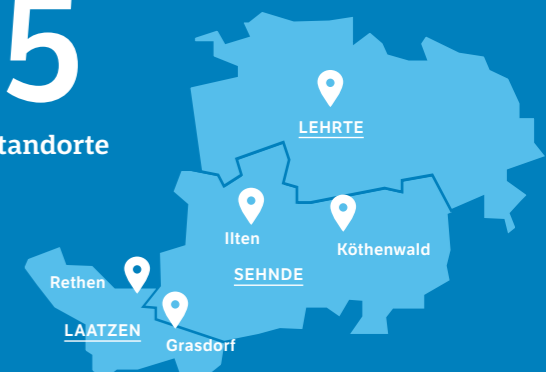 5
tandorte
LEHRTE
Ilten
Köthenwald
SEHNDE
Rethen
LAATZEN
Grasdorf